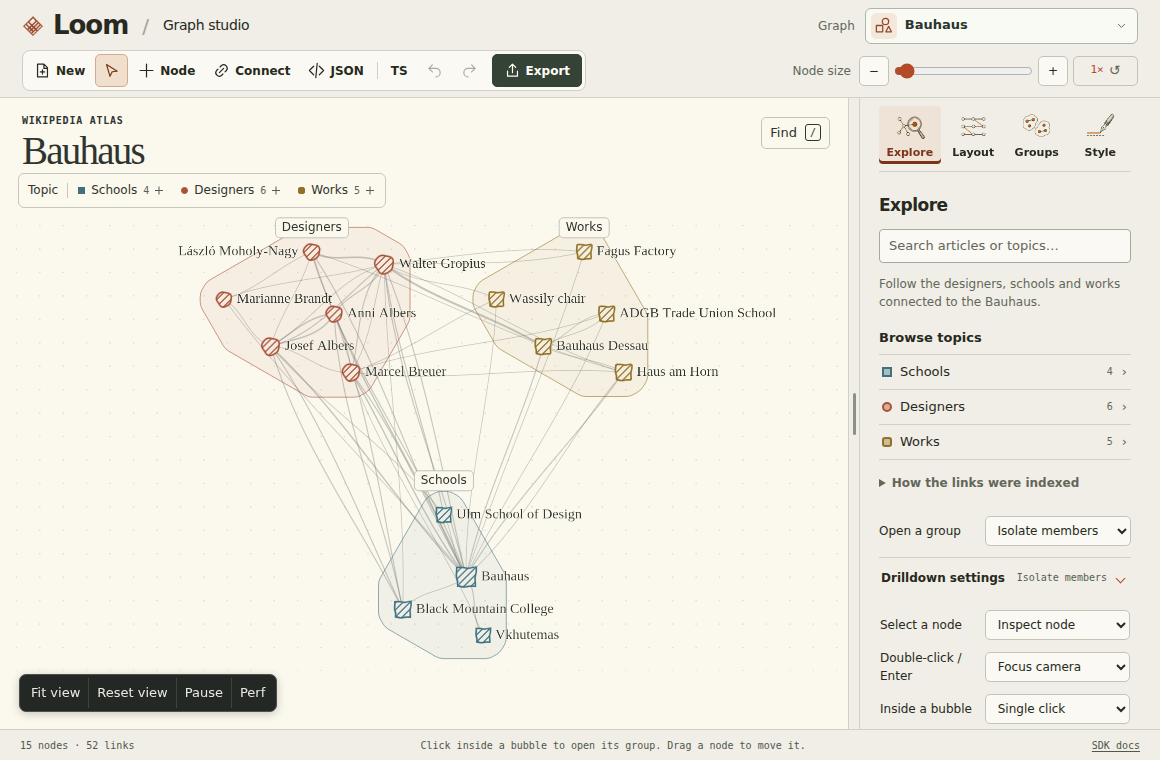 Loom / Graph studio
Graph Bauhaus
New Node Connect JSON TS Export
Node size − + 1× ↺
WIKIPEDIA ATLAS
Bauhaus
Find /
Topic Schools 4 + Designers 6 + Works 5 +
Designers
László Moholy-Nagy
Walter Gropius
Marianne Brandt
Anni Albers
Josef Albers
Marcel Breuer
Works
Fagus Factory
Wassily chair
ADGB Trade Union School
Bauhaus Dessau
Haus am Horn
Schools
Ulm School of Design
Bauhaus
Black Mountain College
Vkhutemas
Fit view Reset view Pause Perf
Explore Layout Groups Style
Explore
Search articles or topics…
Follow the designers, schools and works
connected to the Bauhaus.
Browse topics
Schools 4 ›
Designers 6 ›
Works 5 ›
How the links were indexed
Open a group Isolate members
Drilldown settings Isolate members
Select a node Inspect node
Double-click /
Enter Focus camera
Inside a bubble Single click
15 nodes · 52 links
Click inside a bubble to open its group. Drag a node to move it.
SDK docs